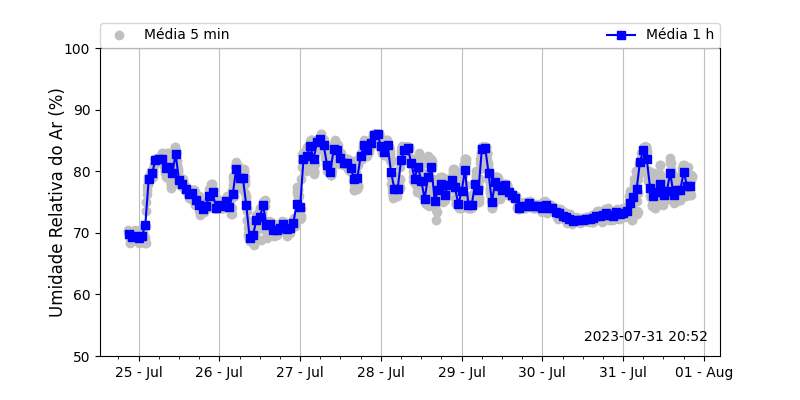 Média 5 min
Média 1 h
Umidade Relativa do Ar (%)
100
90
80
70
60
50
2023-07-31 20:52
25 - Jul
26 - Jul
27 - Jul
28 - Jul
29 - Jul
30 - Jul
31 - Jul
01 - Aug